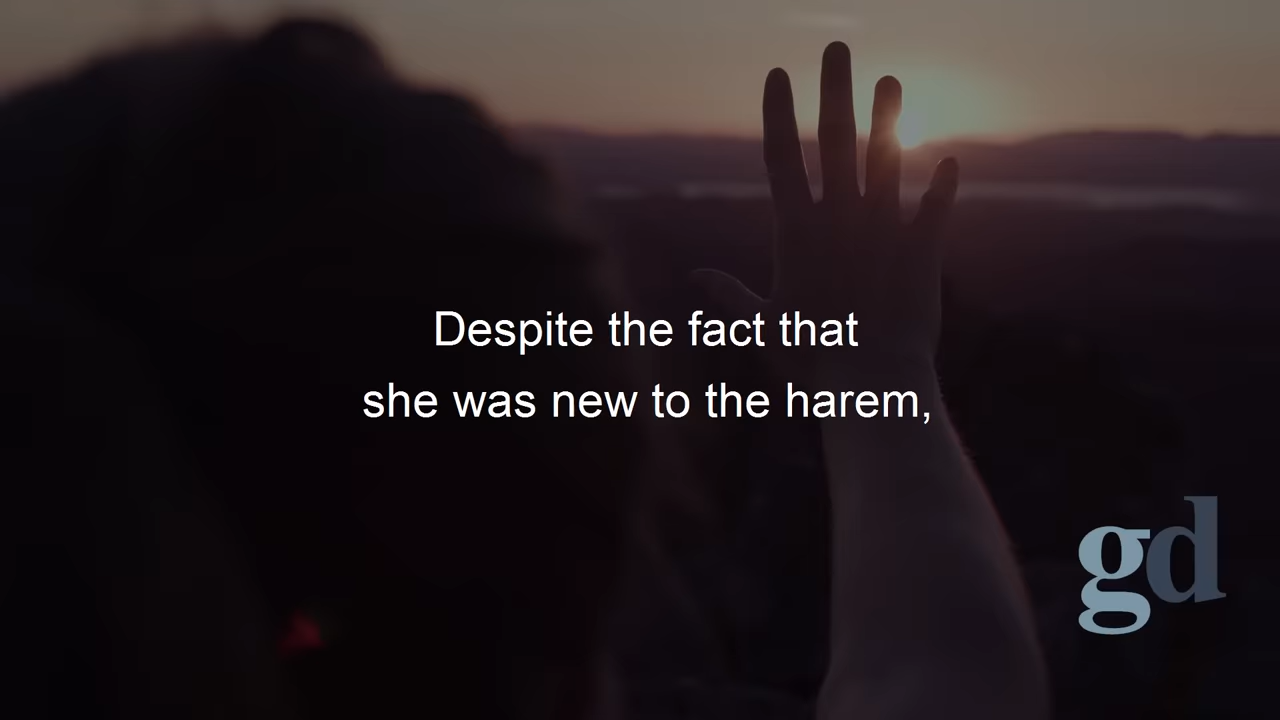 Despite the fact that
she was new to the harem,
gd